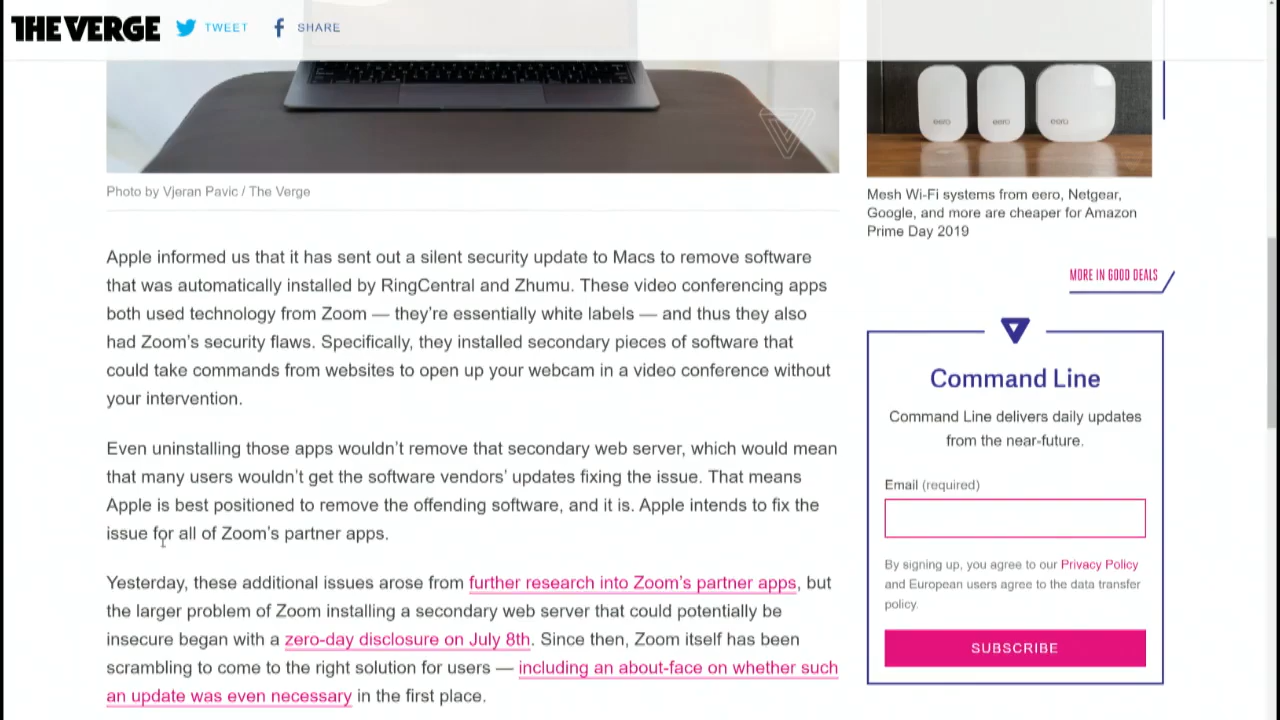 THE VERGE
TWEET
SHARE
Photo by Vjeran Pavic / The Verge
Apple informed us that it has sent out a silent security update to Macs to remove software
that was automatically installed by RingCentral and Zhumu. These video conferencing apps
both used technology from Zoom — they’re essentially white labels — and thus they also
had Zoom’s security flaws. Specifically, they installed secondary pieces of software that
could take commands from websites to open up your webcam in a video conference without
your intervention.
Even uninstalling those apps wouldn’t remove that secondary web server, which would mean
that many users wouldn’t get the software vendors’ updates fixing the issue. That means
Apple is best positioned to remove the offending software, and it is. Apple intends to fix the
issue for all of Zoom’s partner apps.
Yesterday, these additional issues arose from further research into Zoom’s partner apps, but
the larger problem of Zoom installing a secondary web server that could potentially be
insecure began with a zero-day disclosure on July 8th. Since then, Zoom itself has been
scrambling to come to the right solution for users — including an about-face on whether such
an update was even necessary in the first place.
eero
eero
eero
Mesh Wi-Fi systems from eero, Netgear,
Google, and more are cheaper for Amazon
Prime Day 2019
MORE IN GOOD DEALS
Command Line
Command Line delivers daily updates
from the near-future.
Email (required)
By signing up, you agree to our Privacy Policy
and European users agree to the data transfer
policy.
SUBSCRIBE